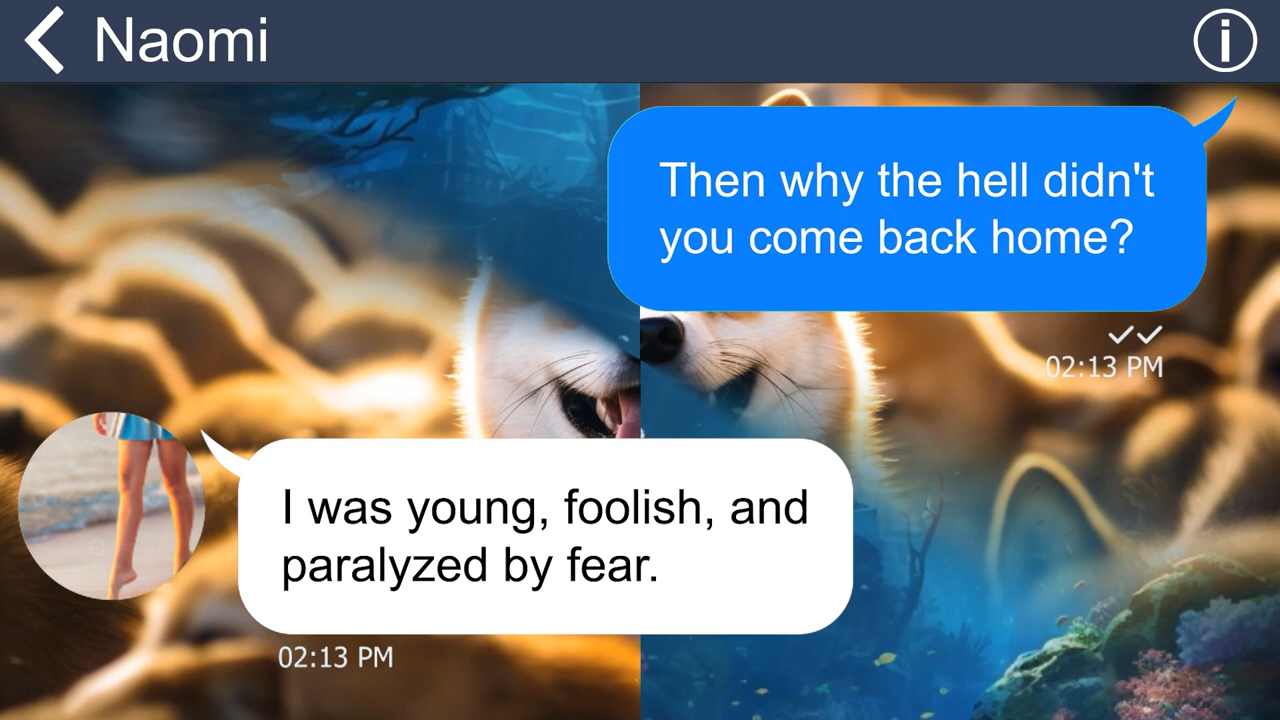 Naomi
Then why the hell didn't
you come back home?
02:13 PM
I was young, foolish, and
paralyzed by fear.
02:13 PM